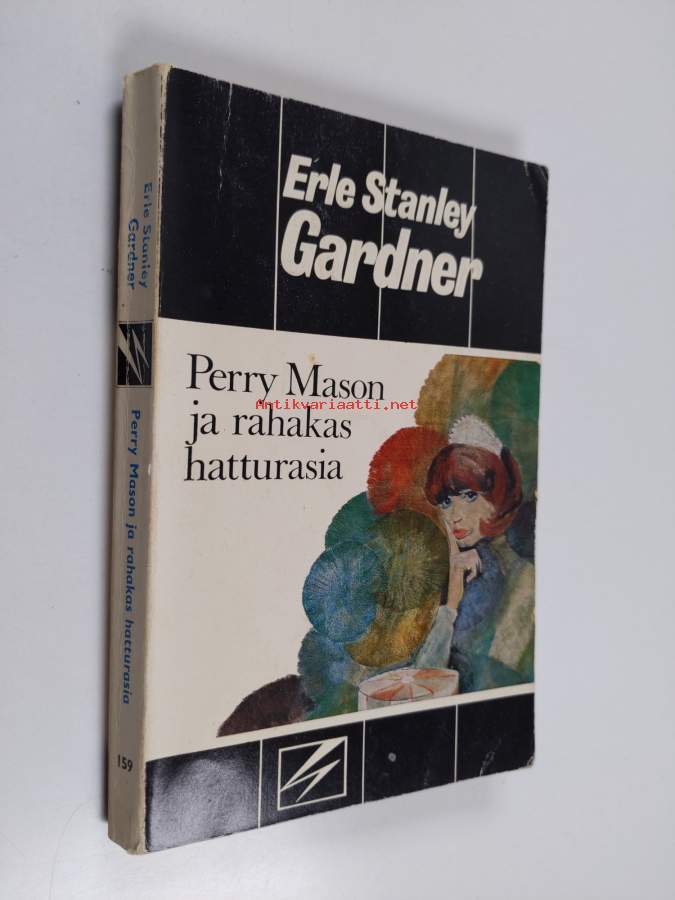 Erle Stanley
Gardner
Perry Mason
ja rahakas
hatturasia
Antikvariaatti.net
Erle Stanley
Gardner
Perry Mason ja rahakas hatturasia
159